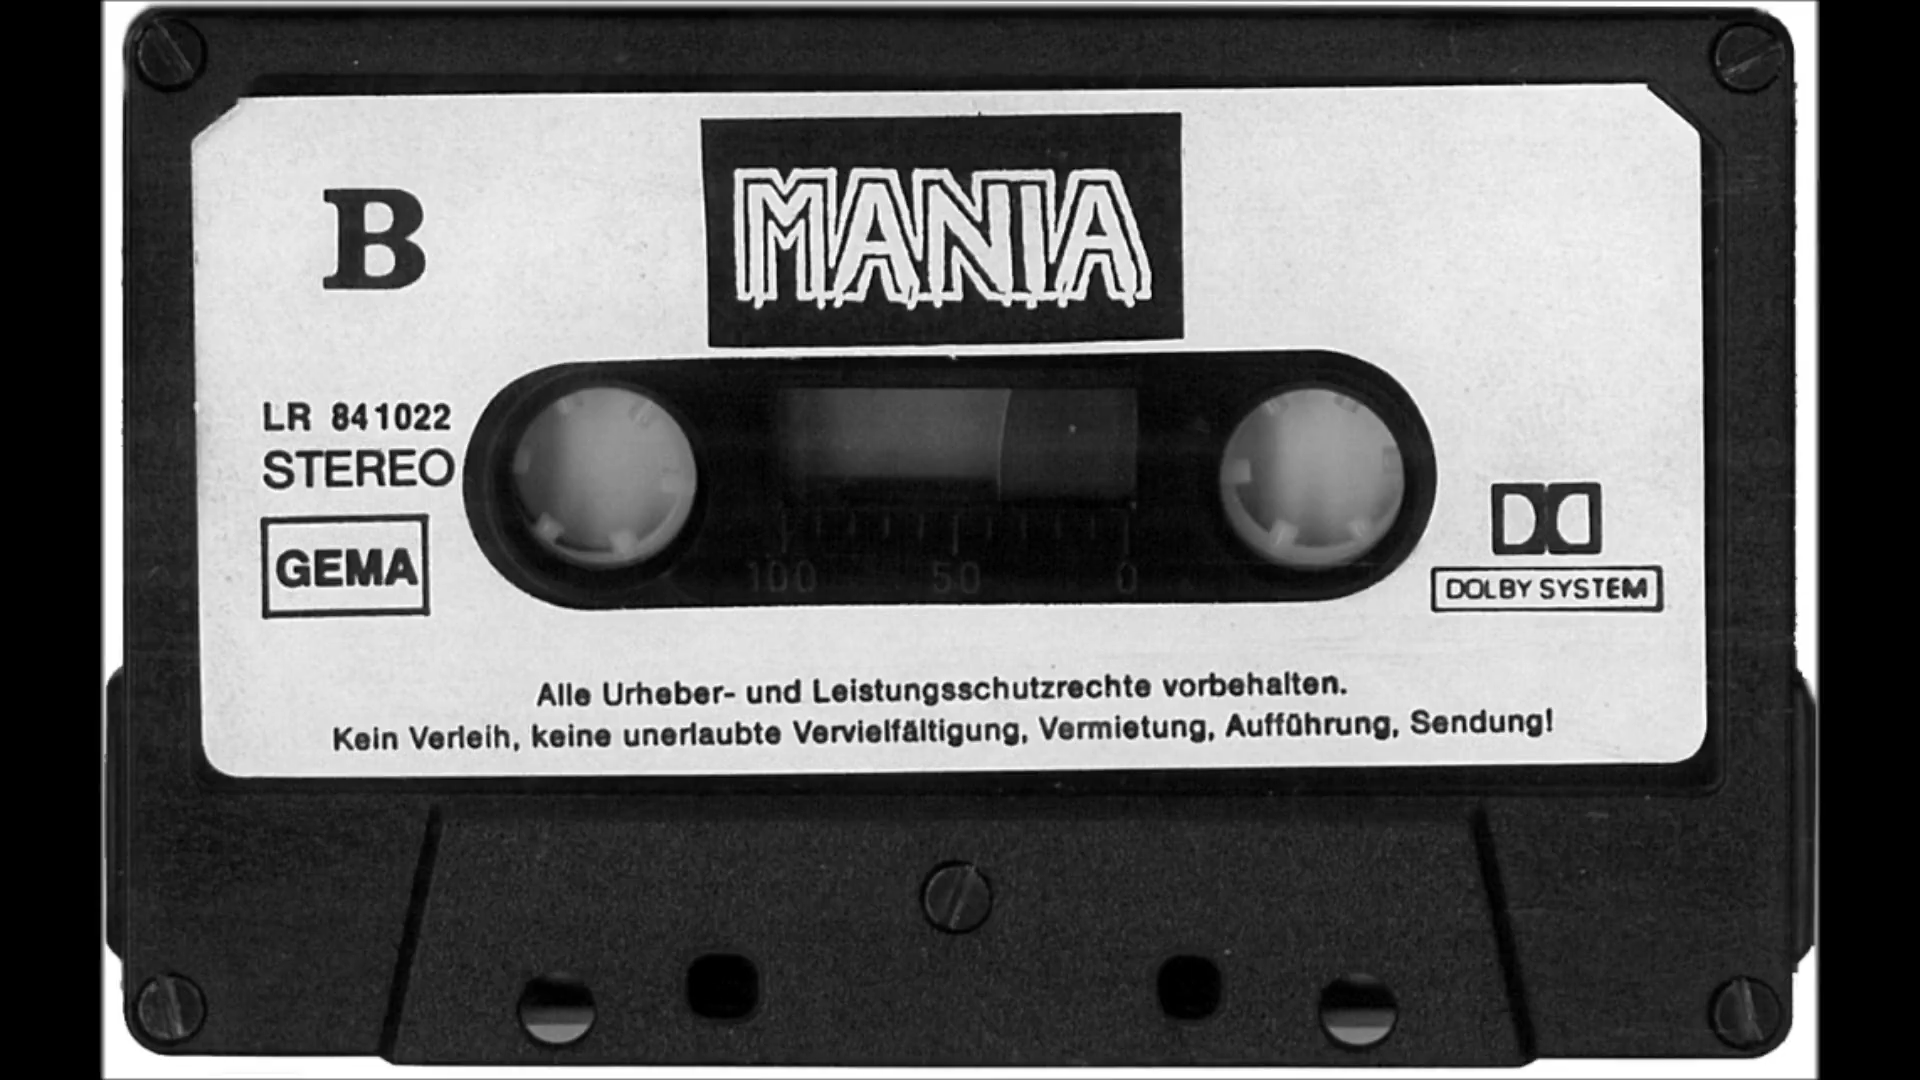 B
MANIA
LR 841022
STEREO
GEMA
100 50 0
DOLBY SYSTEM
Alle Urheber- und Leistungsschutzrechte vorbehalten.
Kein Verleih, keine unerlaubte Vervielfältigung, Vermietung, Aufführung, Sendung!